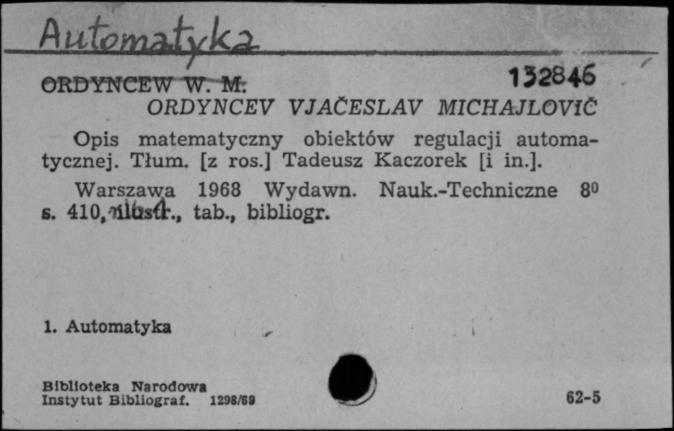 Automatyka
ORDYNCEW W. M. 132846
ORDYNCEV VJAČESLAV MICHAJLOVIČ
Opis matematyczny obiektów regulacji automa-
tycznej. Tłum. [z ros.] Tadeusz Kaczorek [i in.].
Warszawa 1968 Wydawn. Nauk.-Techniczne 8⁰
s. 410, ilustr., tab., bibliogr.
1. Automatyka
Biblioteka Narodowa
Instytut Bibliograf. 1298/69 62-5